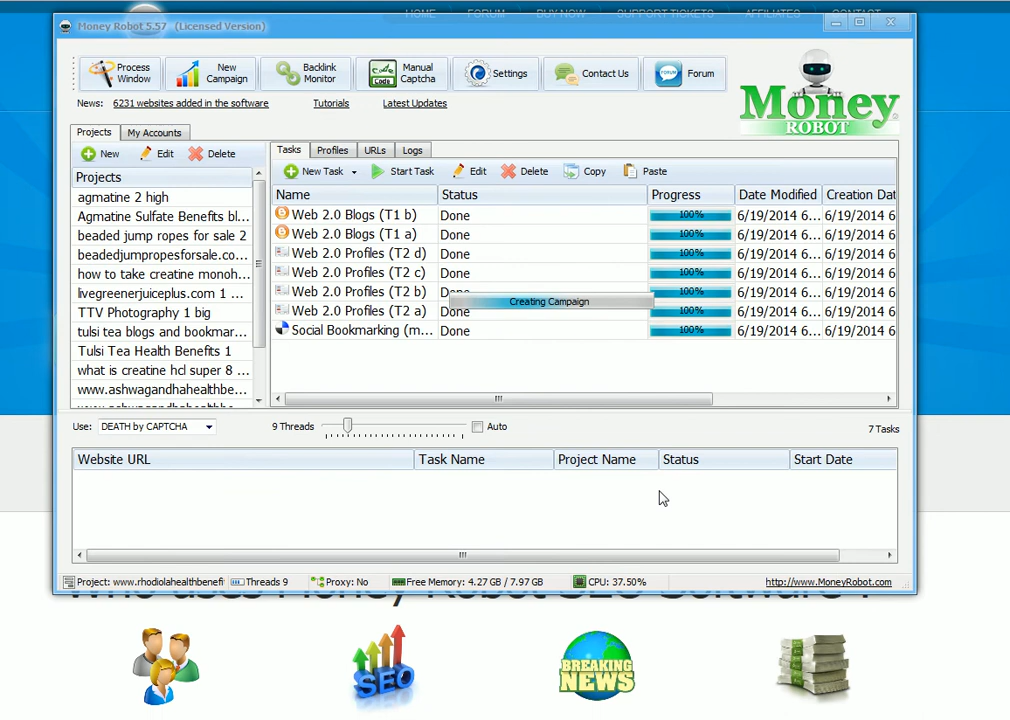 HOME FORUM BUY NOW SUPPORT TICKETS AFFILIATES CONTACT
Money Robot 5.57 (Licensed Version)
Process Window
New Campaign
Backlink Monitor
Code
Manual Captcha
Settings
Contact Us
FORUM
Forum
Money
ROBOT
News: 6231 websites added in the software Tutorials Latest Updates
Projects My Accounts
New Edit Delete
Projects
agmatine 2 high
Agmatine Sulfate Benefits bl...
beaded jump ropes for sale 2
beadedjumpropesforsale.co...
how to take creatine monoh...
livegreenerjuiceplus.com 1 ...
TTV Photography 1 big
tulsi tea blogs and bookmar...
Tulsi Tea Health Benefits 1
what is creatine hcl super 8 ...
www.ashwagandhahealthbe...
Tasks Profiles URLs Logs
New Task Start Task Edit Delete Copy Paste
Name Status Progress Date Modified Creation Dat
Web 2.0 Blogs (T1 b) Done 100% 6/19/2014 6... 6/19/2014 6
Web 2.0 Blogs (T1 a) Done 100% 6/19/2014 6... 6/19/2014 6
Web 2.0 Profiles (T2 d) Done 100% 6/19/2014 6... 6/19/2014 6
Web 2.0 Profiles (T2 c) Done 100% 6/19/2014 6... 6/19/2014 6
Web 2.0 Profiles (T2 b) Done 100% 6/19/2014 6... 6/19/2014 6
Creating Campaign
Web 2.0 Profiles (T2 a) Done 100% 6/19/2014 6... 6/19/2014 6
Social Bookmarking (m... Done 100% 6/19/2014 6... 6/19/2014 6
Use: DEATH by CAPTCHA 9 Threads Auto 7 Tasks
Website URL Task Name Project Name Status Start Date
Project: www.rhodiolahealthbenefi Threads 9 Proxy: No Free Memory: 4.27 GB / 7.97 GB CPU: 37.50% http://www.MoneyRobot.com
Who uses Money Robot SEO Software ?
SEO
BREAKING
NEWS